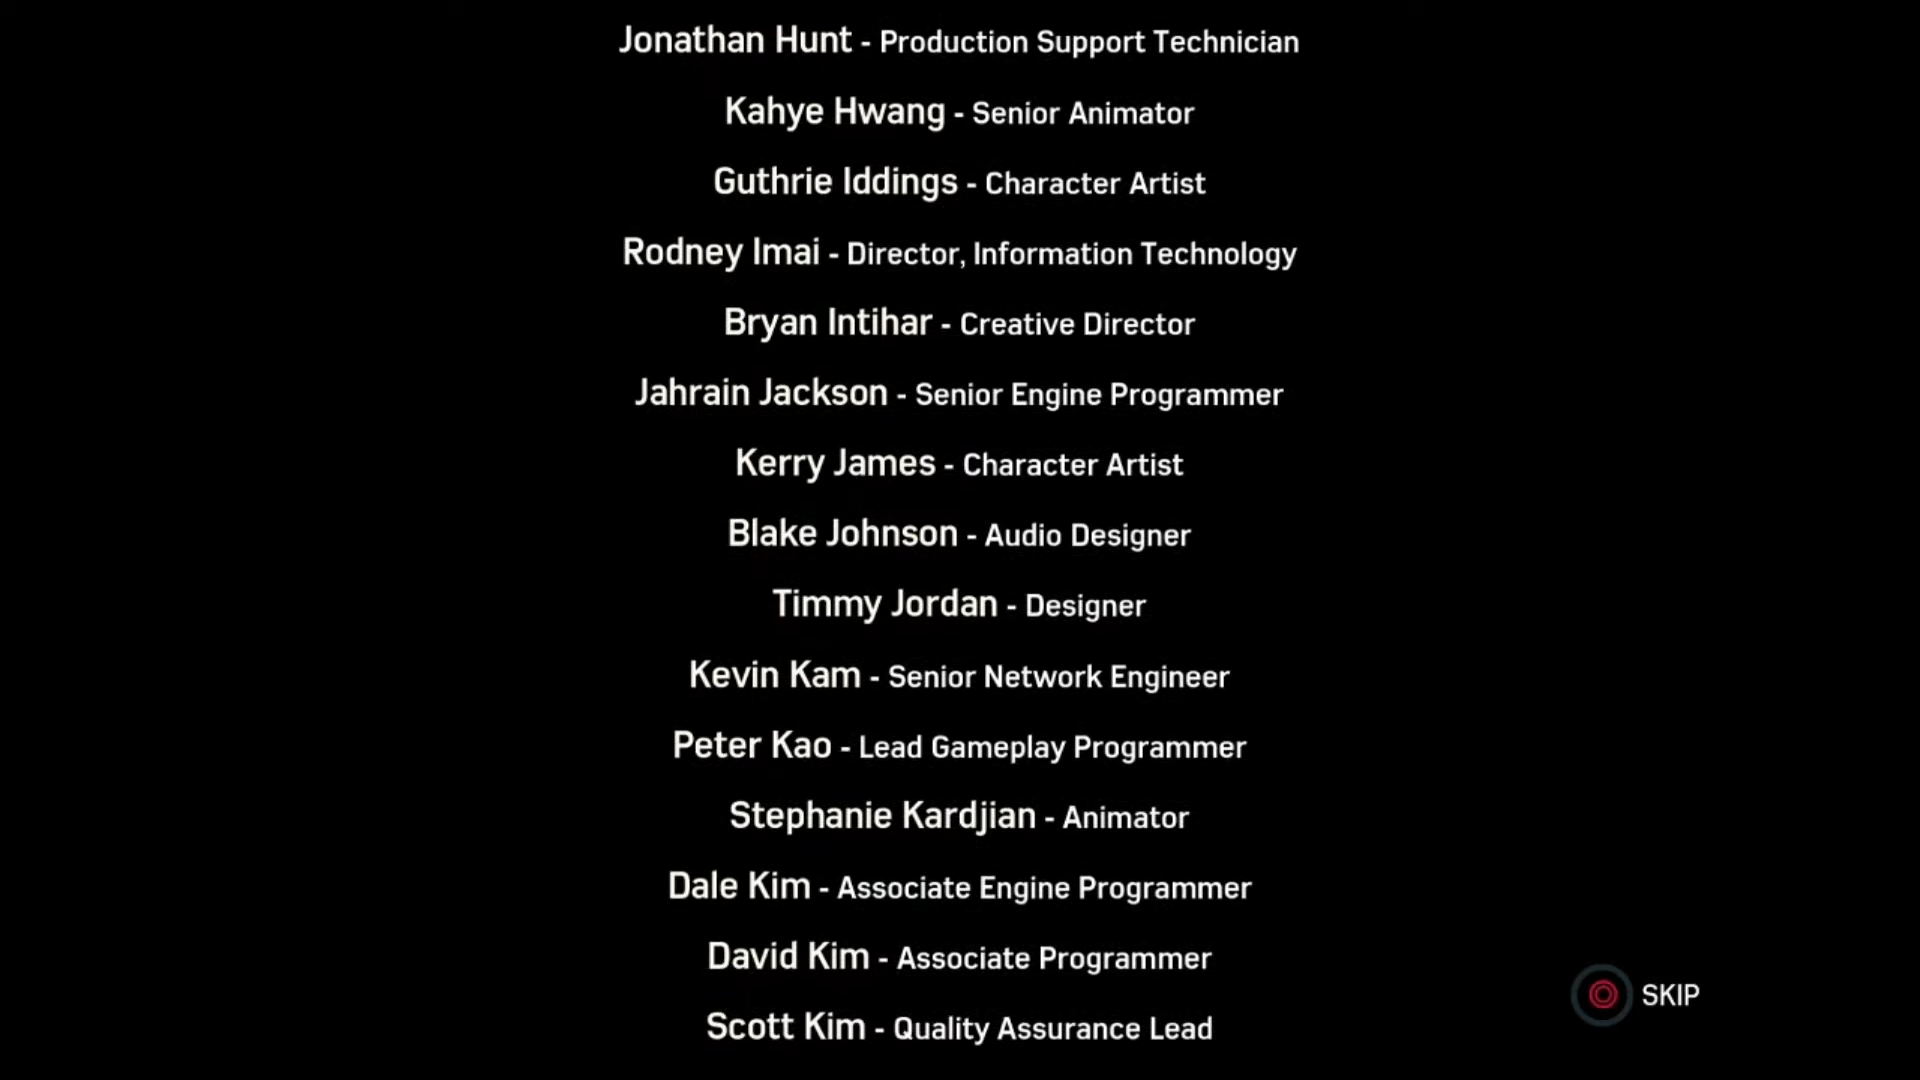 Jonathan Hunt - Production Support Technician
Kahye Hwang - Senior Animator
Guthrie Iddings - Character Artist
Rodney Imai - Director, Information Technology
Bryan Intihar - Creative Director
Jahrain Jackson - Senior Engine Programmer
Kerry James - Character Artist
Blake Johnson - Audio Designer
Timmy Jordan - Designer
Kevin Kam - Senior Network Engineer
Peter Kao - Lead Gameplay Programmer
Stephanie Kardjian - Animator
Dale Kim - Associate Engine Programmer
David Kim - Associate Programmer
SKIP
Scott Kim - Quality Assurance Lead